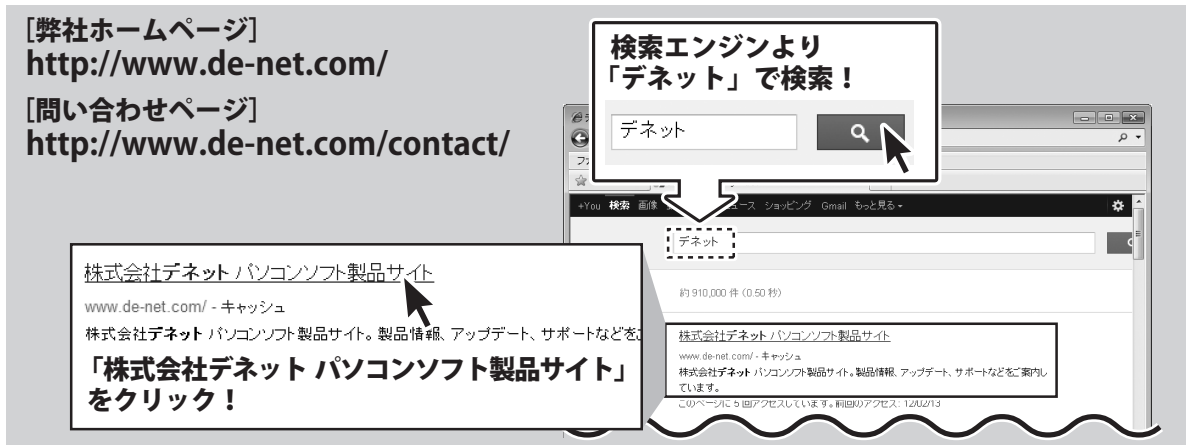 [弊社ホームページ]
http://www.de-net.com/
[問い合わせページ]
http://www.de-net.com/contact/
検索エンジンより
「デネット」で検索！
デネット
+You 検索 画像 ース ショッピング Gmail もっと見る
デネット
約 910,000 件 (0.50 秒)
株式会社デネット パソコンソフト製品サイト
www.de-net.com/ - キャッシュ
株式会社デネット パソコンソフト製品サイト。製品情報、アップデート、サポートなどをご案内し
ています。
このページに 5 回アクセスしています。前回のアクセス: 12/02/13
株式会社デネット パソコンソフト製品サイト
www.de-net.com/ - キャッシュ
株式会社デネット パソコンソフト製品サイト。製品情報、アップデート、サポートなどをご
「株式会社デネット パソコンソフト製品サイト」
をクリック！